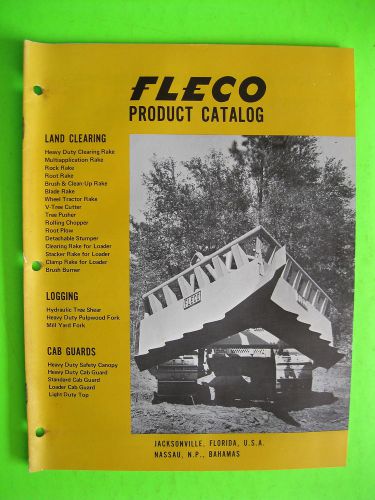 FLECO
PRODUCT CATALOG
LAND CLEARING
Heavy Duty Clearing Rake
Multiapplication Rake
Rock Rake
Root Rake
Brush & Clean-Up Rake
Blade Rake
Wheel Tractor Rake
V-Tree Cutter
Tree Pusher
Rolling Chopper
Root Plow
Detachable Stumper
Clearing Rake for Loader
Stacker Rake for Loader
Clamp Rake for Loader
Brush Burner
LOGGING
Hydraulic Tree Shear
Heavy Duty Pulpwood Fork
Mill Yard Fork
CAB GUARDS
Heavy Duty Safety Canopy
Heavy Duty Cab Guard
Standard Cab Guard
Loader Cab Guard
Light Duty Top
FLECO
JACKSONVILLE, FLORIDA, U.S.A.
NASSAU, N.P., BAHAMAS